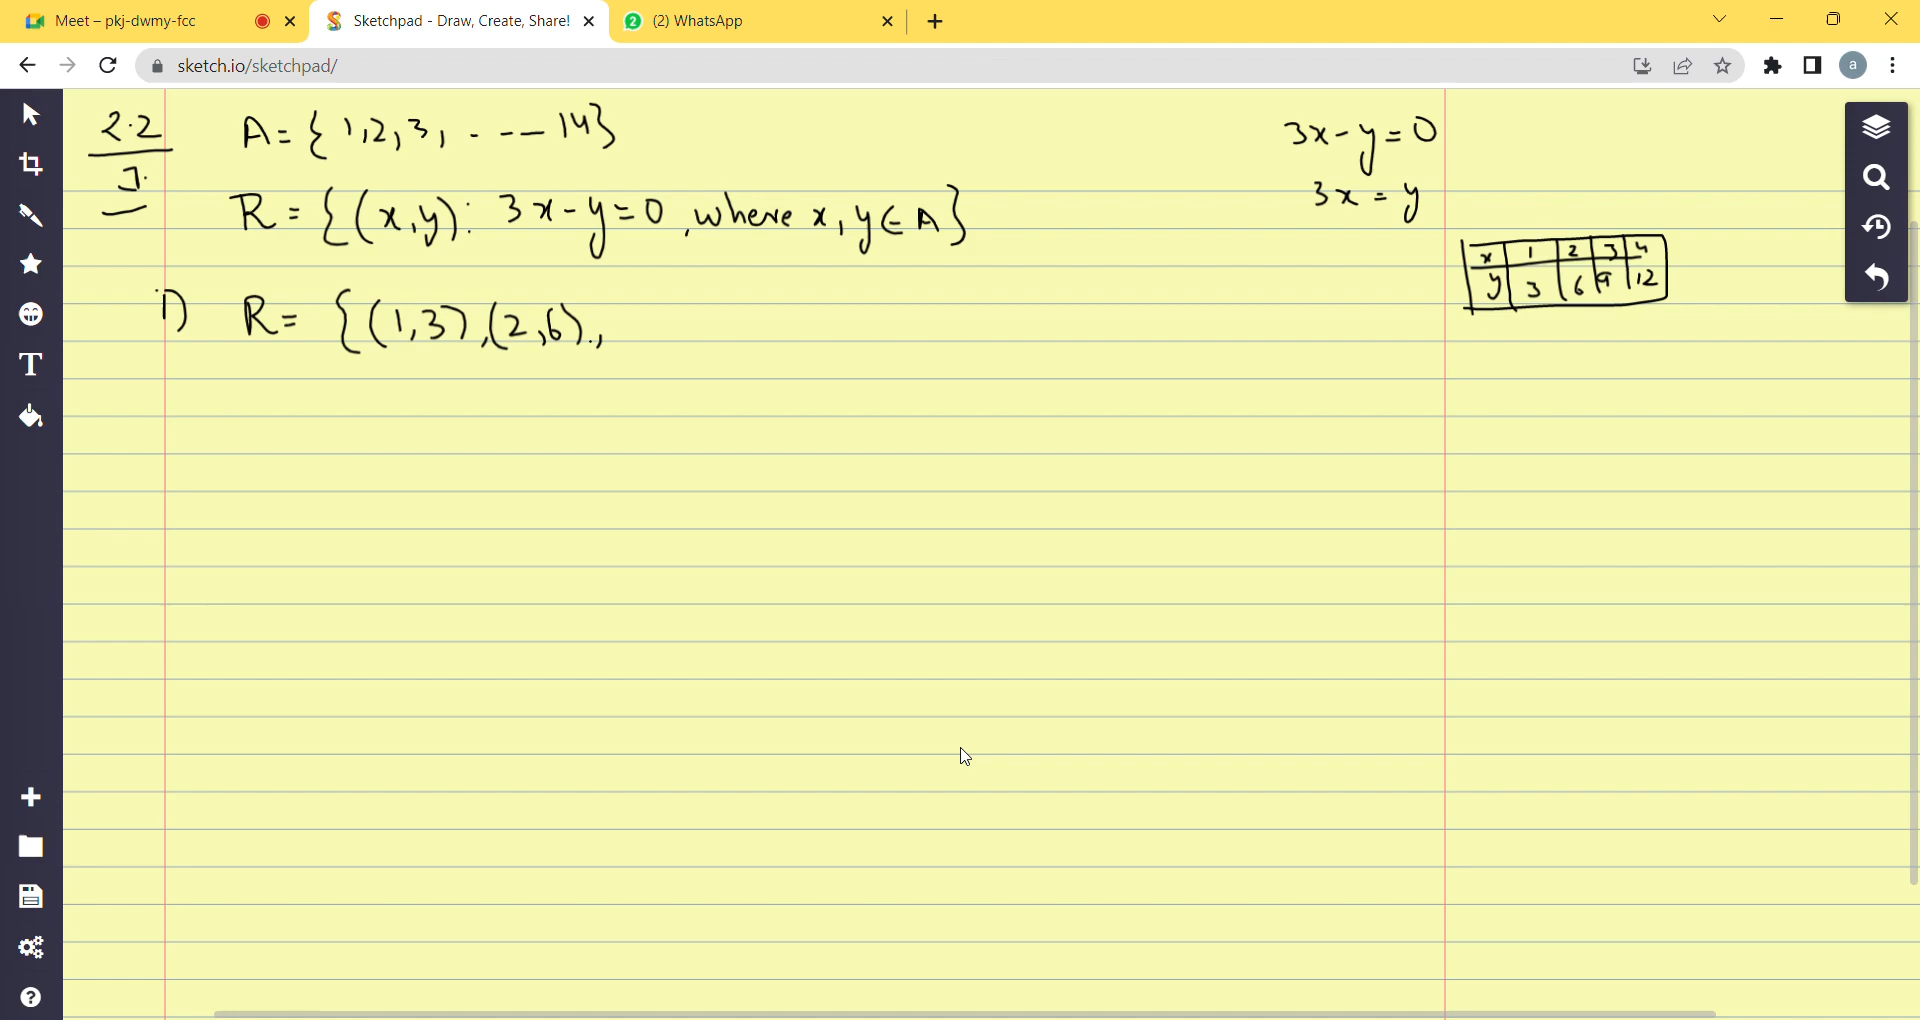 Meet – pkj-dwmy-fcc
Sketchpad - Draw, Create, Share!
2 (2) WhatsApp
sketch.io/sketchpad/
a
2.2
A = { 1,2,3, - - - 14}
3x-y=0
3x = y
R = {(x,y): 3x-y=0 ,where x, y ∈ A}
x 1 2 3 4
y 3 6 9 12
i) R= {(1,3),(2,6).,
T